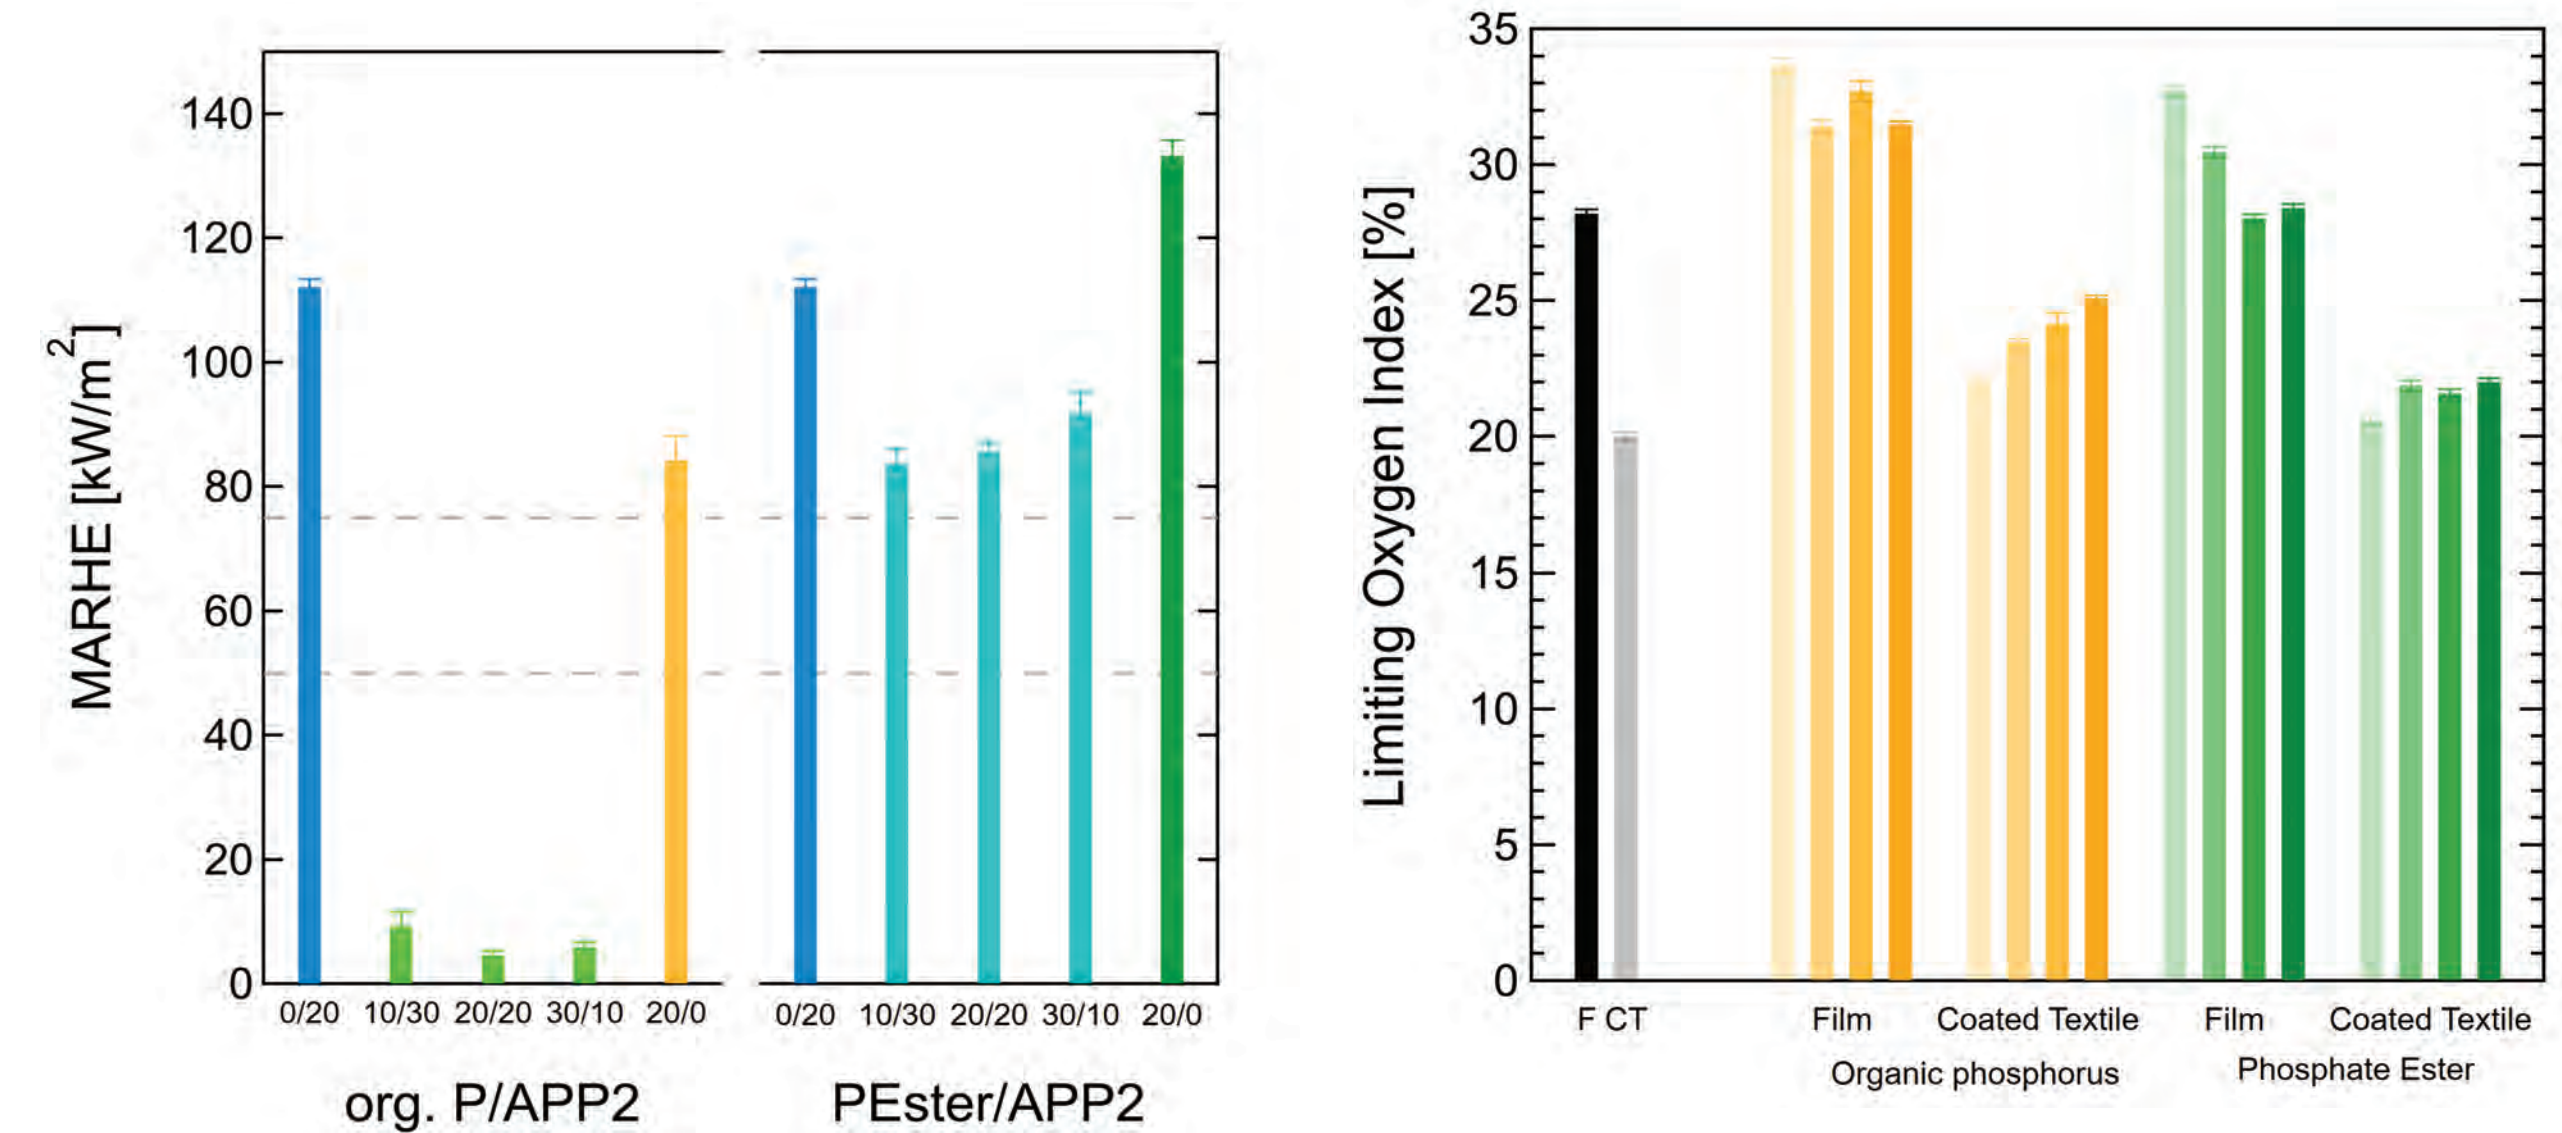 MARHE [kW/m²]
140
120
100
80
60
40
20
0
0/20 10/30 20/20 30/10 20/0
0/20 10/30 20/20 30/10 20/0
org. P/APP2
PEster/APP2
Limiting Oxygen Index [%]
35
30
25
20
15
10
5
0
F CT
Film
Coated Textile
Film
Coated Textile
Organic phosphorus
Phosphate Ester